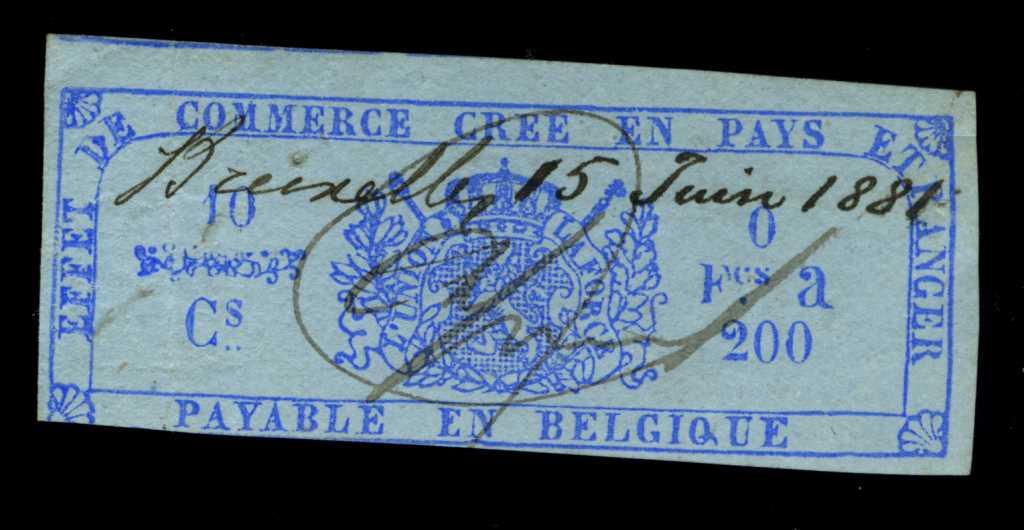 EFFET DE COMMERCE CREE EN PAYS ETRANGER
Bruxelles, 15 Juin 1881
10
Cs
L'UNION FAIT LA FORCE
0
Fcs. a
200
PAYABLE EN BELGIQUE